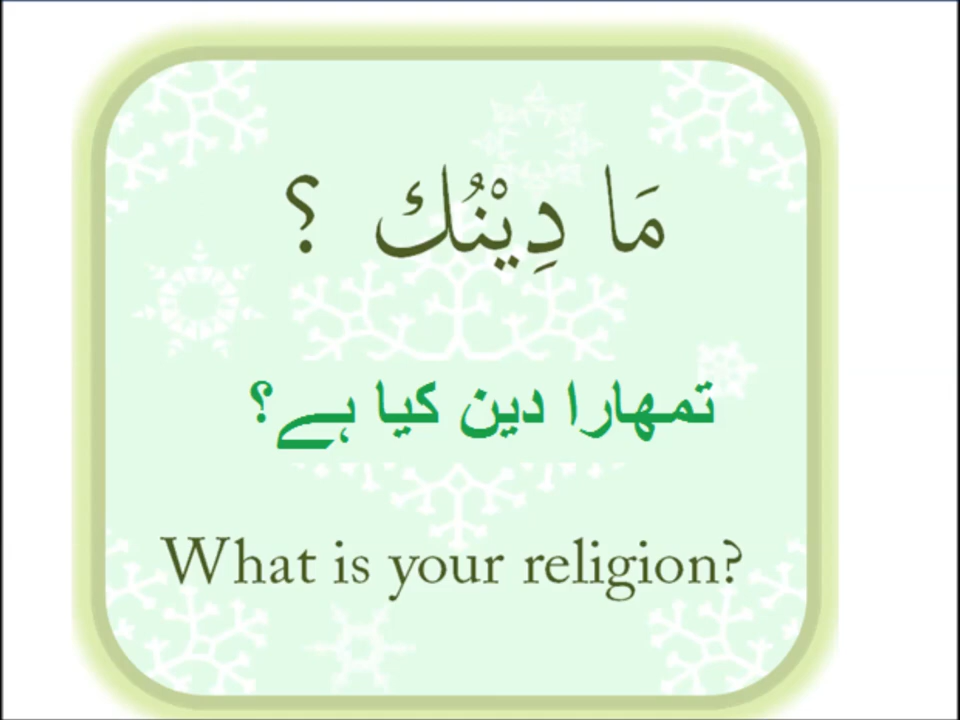 مَا دِيْنُك ؟
تمھارا دین کیا ہے؟
What is your religion?